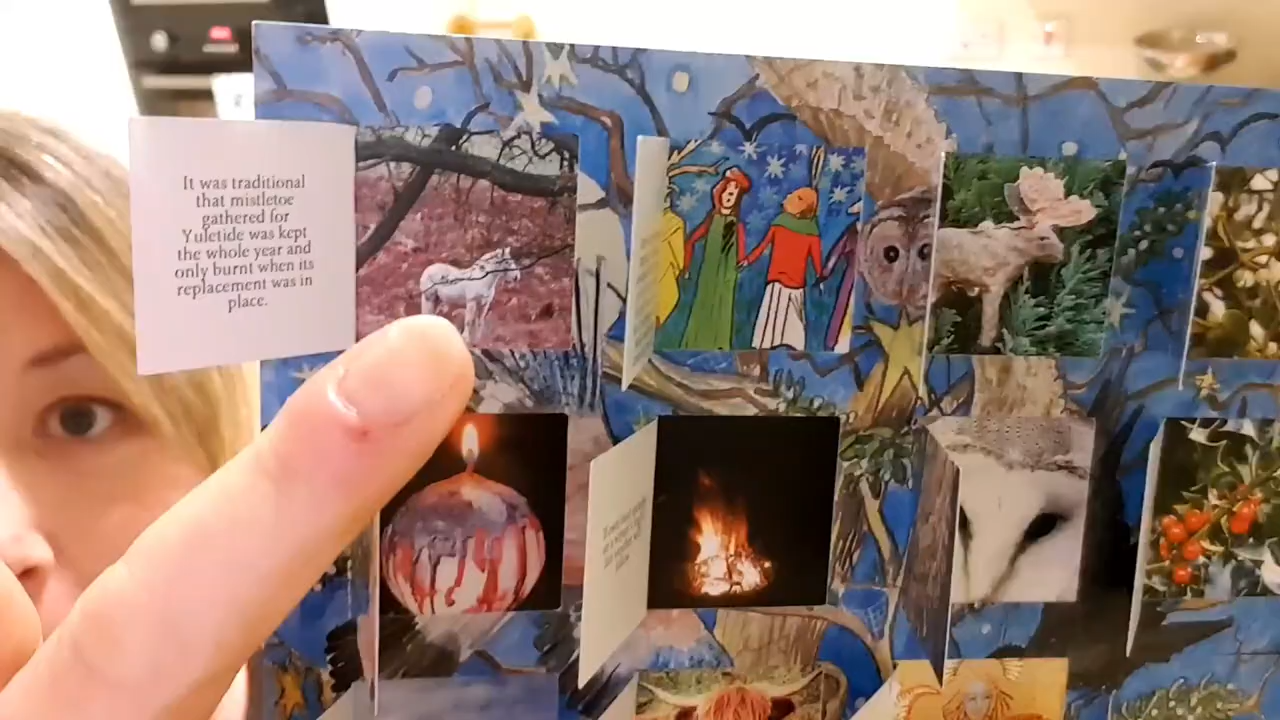 It was traditional
that mistletoe
gathered for
Yuletide was kept
the whole year and
only burnt when its
replacement was in
place.